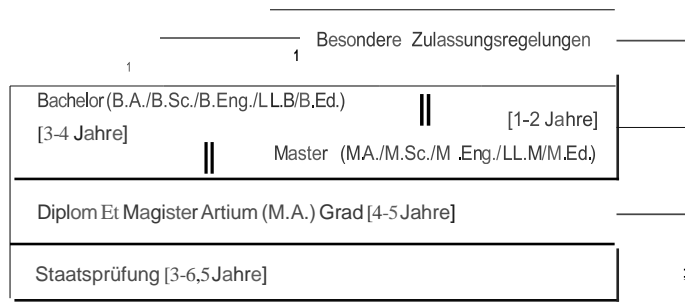 Besondere Zulassungsregelungen
1
1
Bachelor (B.A./B.Sc./B.Eng./LL.B/B.Ed.)
[1-2 Jahre]
[3-4 Jahre]
Master (M.A./M.Sc./M .Eng./LL.M/M.Ed.)
Diplom Et Magister Artium (M.A.) Grad [4-5 Jahre]
Staatsprüfung [3-6,5 Jahre]